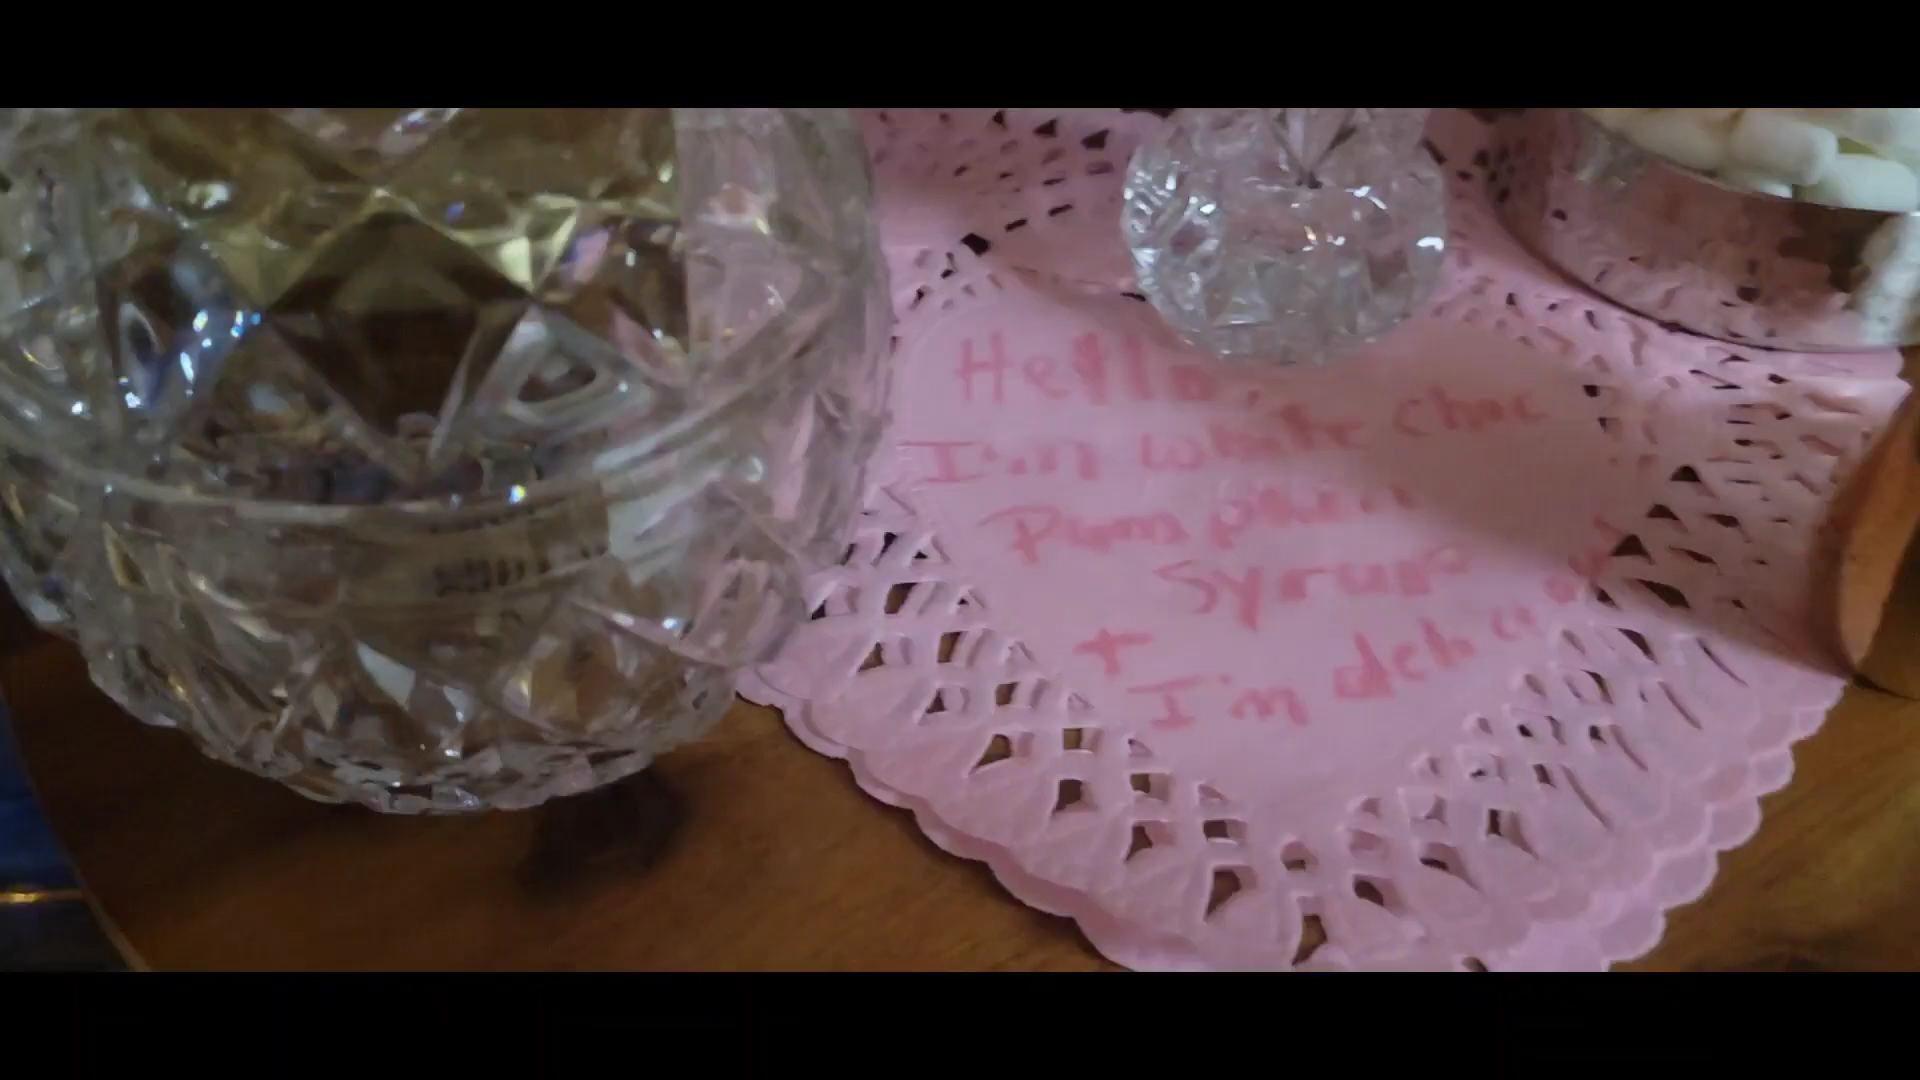 Hello,
I'm white choc
Pumpkin
Syrup
+
I'm